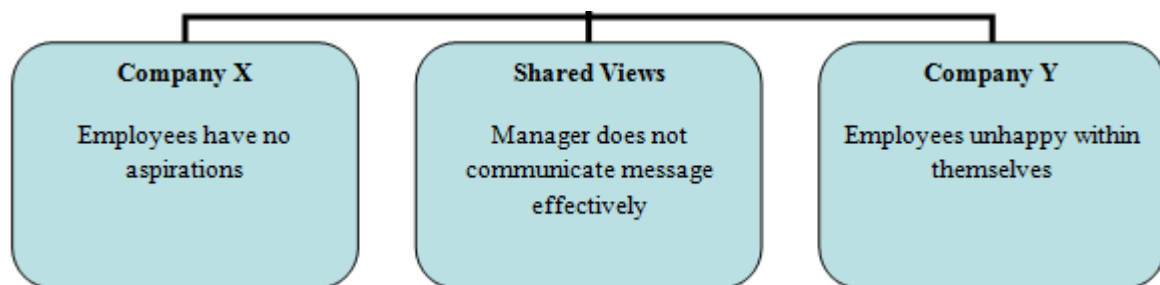 Company X
Employees have no
aspirations
Shared Views
Manager does not
communicate message
effectively
Company Y
Employees unhappy within
themselves